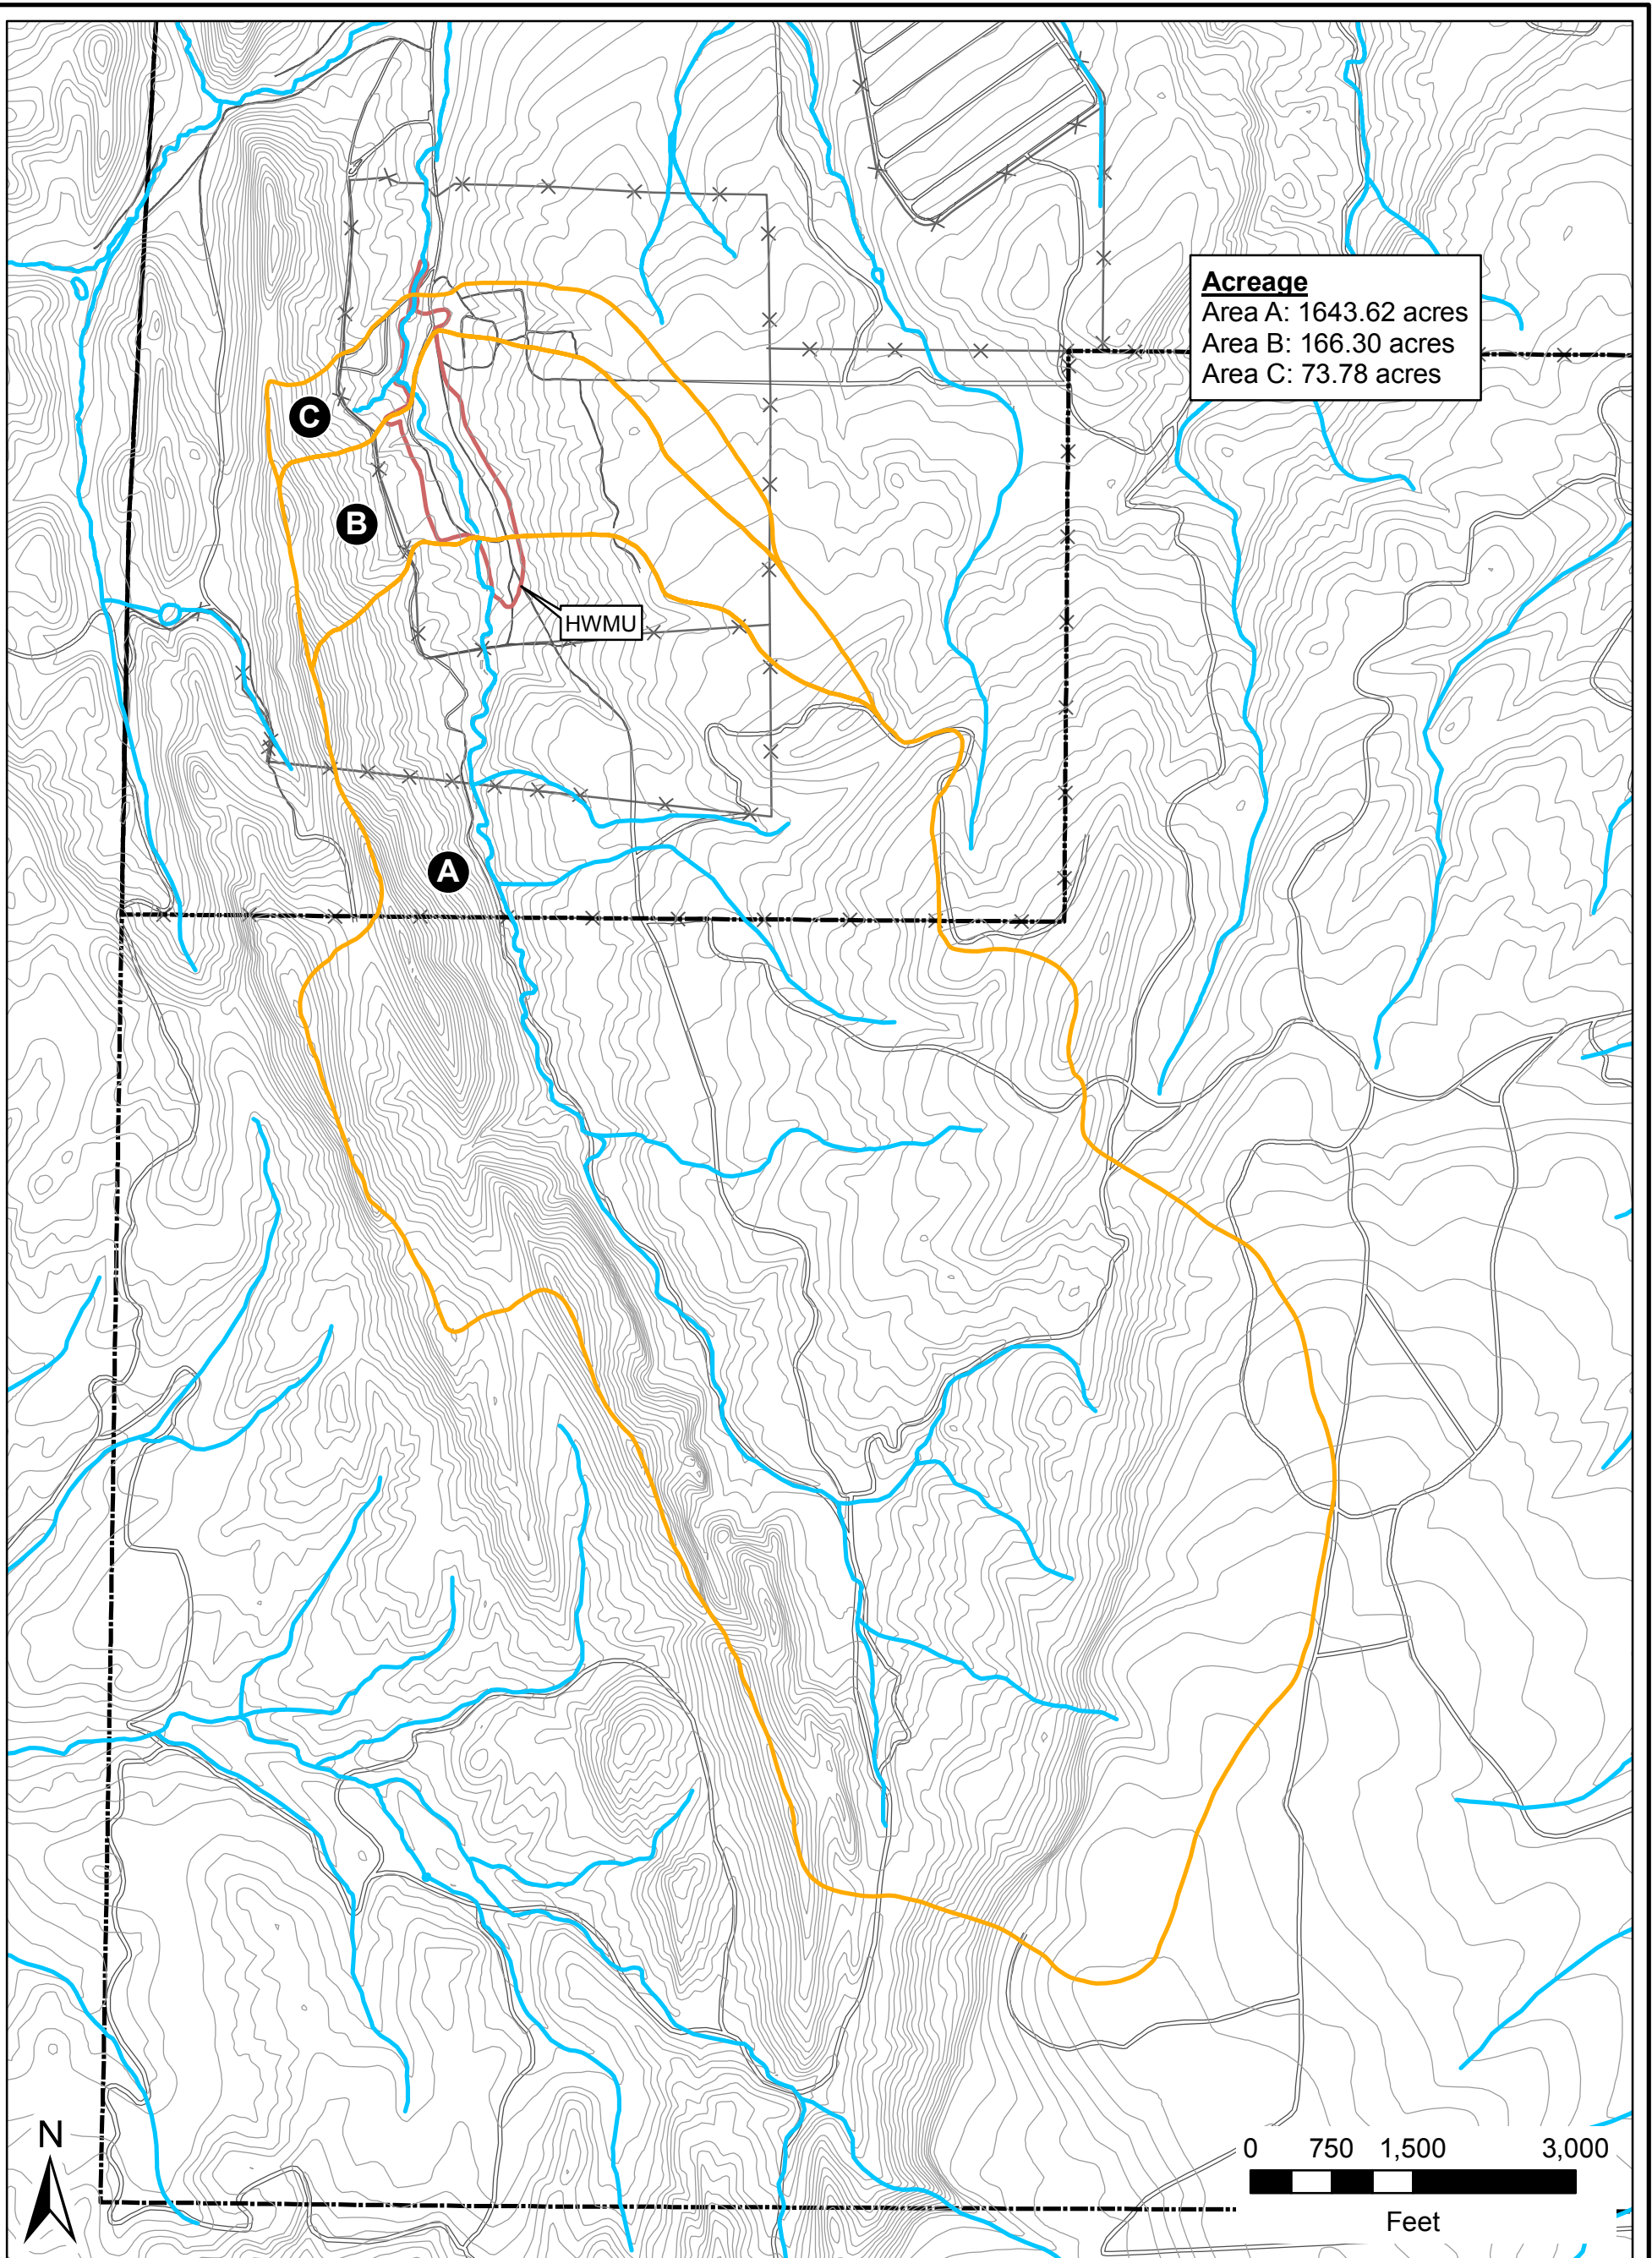 Acreage
Area A: 1643.62 acres
Area B: 166.30 acres
Area C: 73.78 acres
C
B
HWMU
A
N
0 750 1,500 3,000
Feet